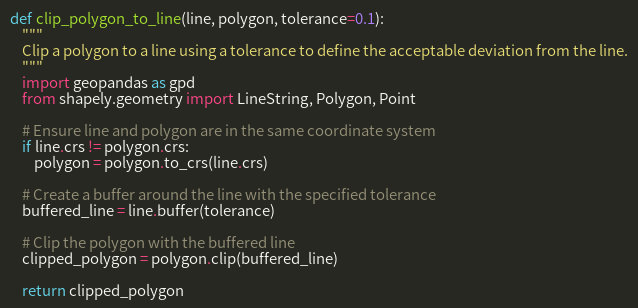 def clip_polygon_to_line(line, polygon, tolerance=0.1):
    """
    Clip a polygon to a line using a tolerance to define the acceptable deviation from the line.
    """
    import geopandas as gpd
    from shapely.geometry import LineString, Polygon, Point

    # Ensure line and polygon are in the same coordinate system
    if line.crs != polygon.crs:
        polygon = polygon.to_crs(line.crs)

    # Create a buffer around the line with the specified tolerance
    buffered_line = line.buffer(tolerance)

    # Clip the polygon with the buffered line
    clipped_polygon = polygon.clip(buffered_line)

    return clipped_polygon